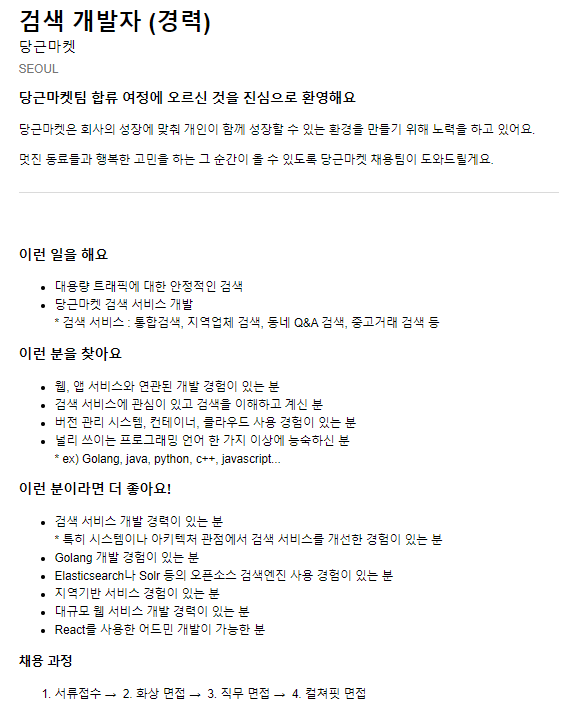 검색 개발자 (경력)
당근마켓
SEOUL
당근마켓팀 합류 여정에 오르신 것을 진심으로 환영해요
당근마켓은 회사의 성장에 맞춰 개인이 함께 성장할 수 있는 환경을 만들기 위해 노력을 하고 있어요.
멋진 동료들과 행복한 고민을 하는 그 순간이 올 수 있도록 당근마켓 채용팀이 도와드릴게요.
이런 일을 해요
• 대용량 트래픽에 대한 안정적인 검색
• 당근마켓 검색 서비스 개발
* 검색 서비스 : 통합검색, 지역업체 검색, 동네 Q&A 검색, 중고거래 검색 등
이런 분을 찾아요
• 웹, 앱 서비스와 연관된 개발 경험이 있는 분
• 검색 서비스에 관심이 있고 검색을 이해하고 계신 분
• 버전 관리 시스템, 컨테이너, 클라우드 사용 경험이 있는 분
• 널리 쓰이는 프로그래밍 언어 한 가지 이상에 능숙하신 분
* ex) Golang, java, python, c++, javascript...
이런 분이라면 더 좋아요!
• 검색 서비스 개발 경력이 있는 분
* 특히 시스템이나 아키텍처 관점에서 검색 서비스를 개선한 경험이 있는 분
• Golang 개발 경험이 있는 분
• Elasticsearch나 Solr 등의 오픈소스 검색엔진 사용 경험이 있는 분
• 지역기반 서비스 경험이 있는 분
• 대규모 웹 서비스 개발 경력이 있는 분
• React를 사용한 어드민 개발이 가능한 분
채용 과정
1. 서류접수 → 2. 화상 면접 → 3. 직무 면접 → 4. 컬쳐핏 면접